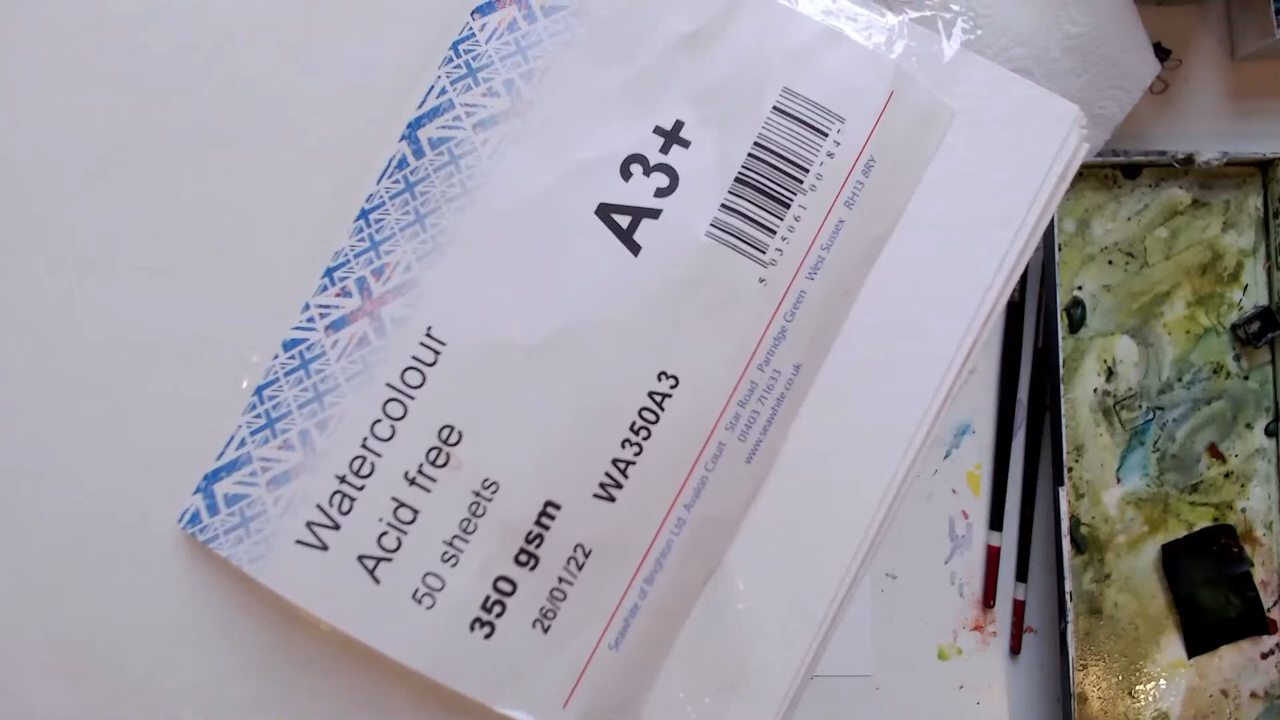 A3+
5 035061 00784
Watercolour
Acid free
50 sheets
350 gsm
WA350A3
26/01/22
Seawhite of Brighton Ltd Avalon Court Star Road Partridge Green West Sussex RH13 8RY
01403 711633
www.seawhite.co.uk